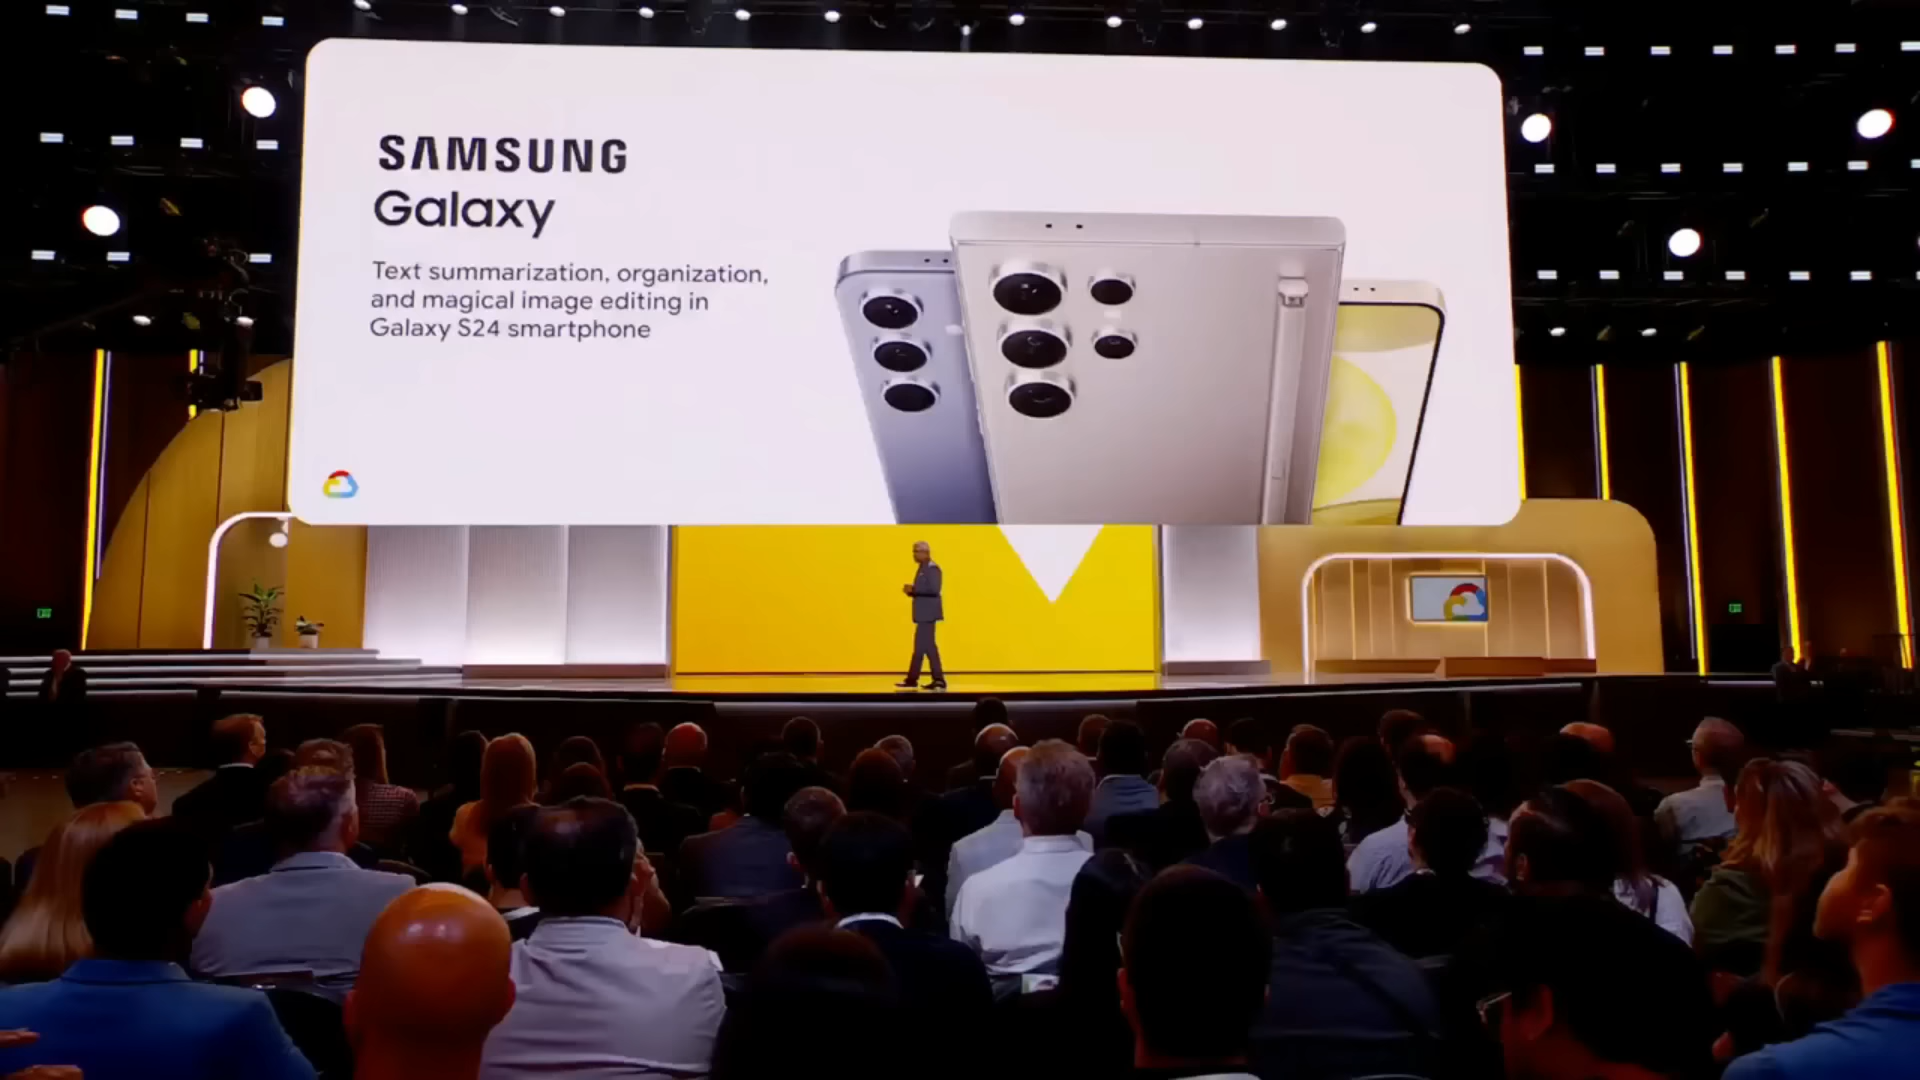 SAMSUNG
Galaxy
Text summarization, organization,
and magical image editing in
Galaxy S24 smartphone